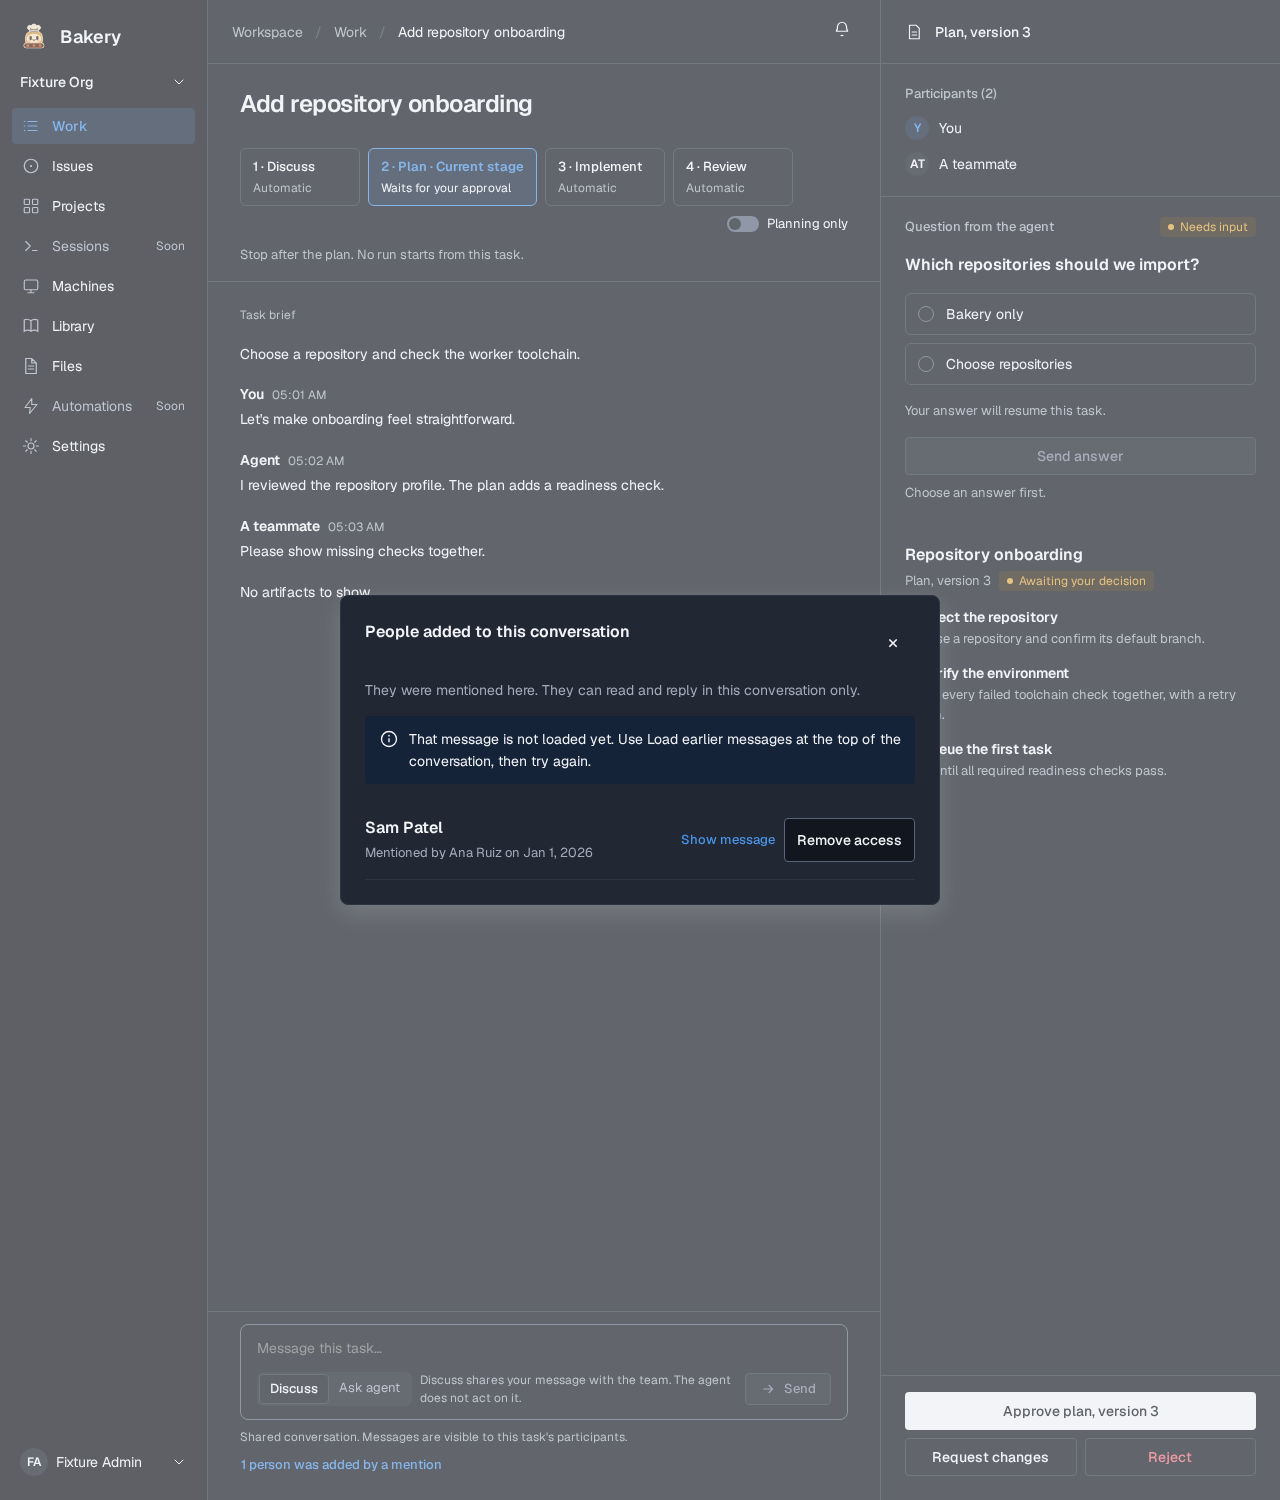 Bakery
Fixture Org
Work
Issues
Projects
Sessions Soon
Machines
Library
Files
Automations Soon
Settings
FA Fixture Admin
Workspace / Work / Add repository onboarding
Add repository onboarding
1 · Discuss
Automatic
2 · Plan · Current stage
Waits for your approval
3 · Implement
Automatic
4 · Review
Automatic
Planning only
Stop after the plan. No run starts from this task.
Task brief
Choose a repository and check the worker toolchain.
You 05:01 AM
Let's make onboarding feel straightforward.
Agent 05:02 AM
I reviewed the repository profile. The plan adds a readiness check.
A teammate 05:03 AM
Please show missing checks together.
No artifacts to show
People added to this conversation
They were mentioned here. They can read and reply in this conversation only.
That message is not loaded yet. Use Load earlier messages at the top of the
conversation, then try again.
Sam Patel
Mentioned by Ana Ruiz on Jan 1, 2026
Show message
Remove access
Message this task...
Discuss
Ask agent
Discuss shares your message with the team. The agent
does not act on it.
Send
Shared conversation. Messages are visible to this task's participants.
1 person was added by a mention
Plan, version 3
Participants (2)
Y You
AT A teammate
Question from the agent
Needs input
Which repositories should we import?
Bakery only
Choose repositories
Your answer will resume this task.
Send answer
Choose an answer first.
Repository onboarding
Plan, version 3
Awaiting your decision
the repository
a repository and confirm its default branch.
the environment
every failed toolchain check together, with a retry
the first task
all required readiness checks pass.
Approve plan, version 3
Request changes
Reject